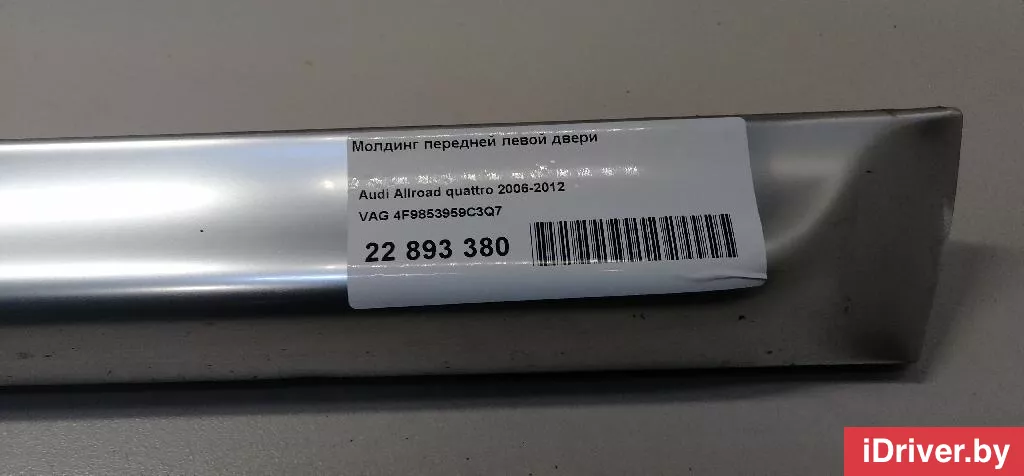 Молдинг передней левой двери
Audi Allroad quattro 2006-2012
VAG 4F9853959C3Q7
22 893 380
iDriver.by